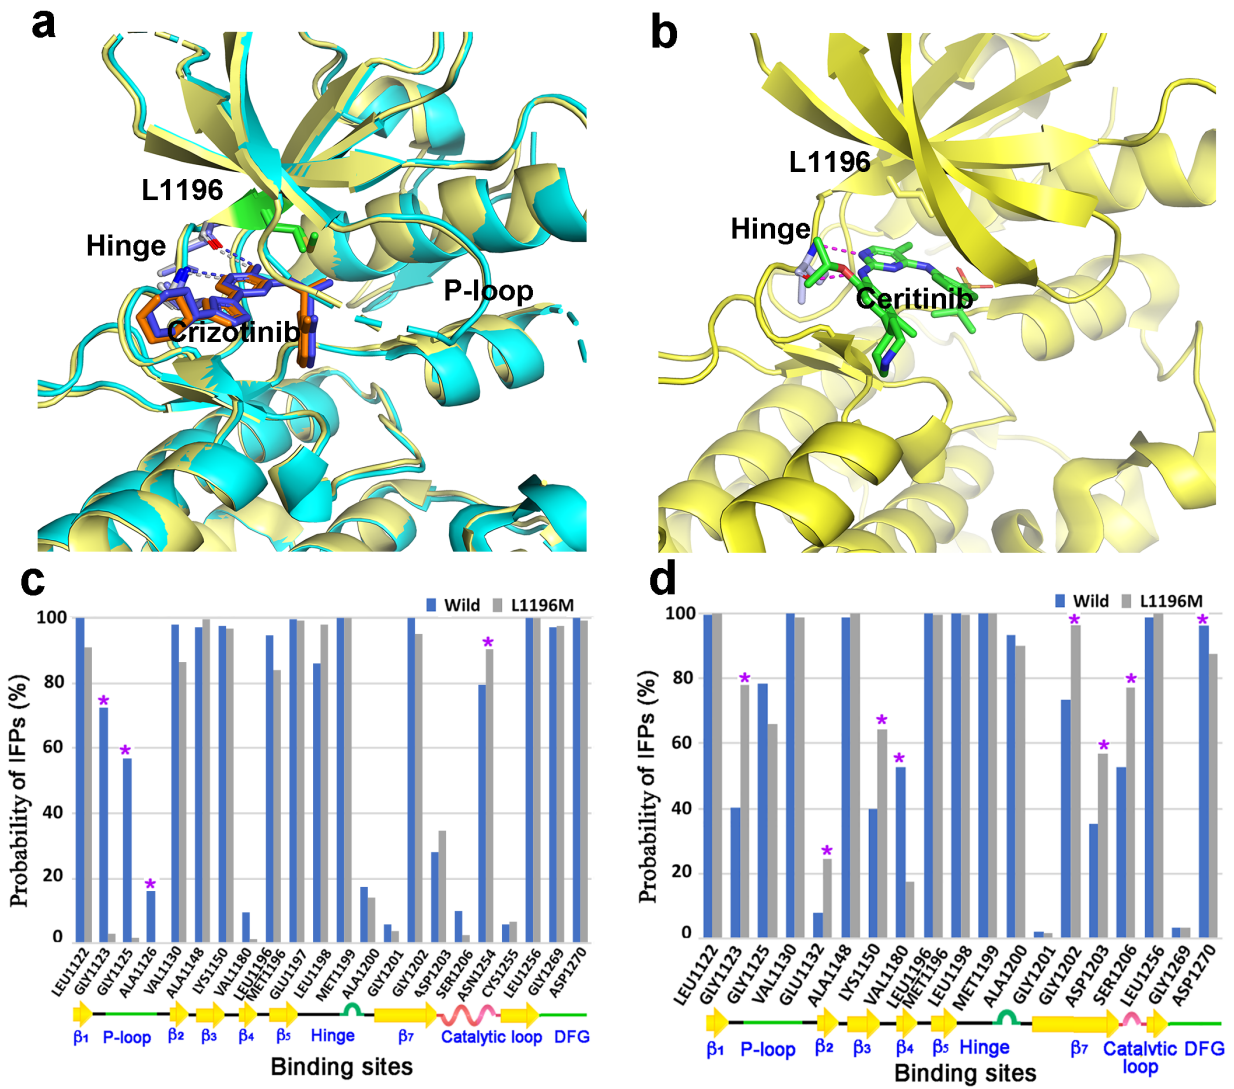 a
L1196
Hinge
P-loop
Crizotinib
b
L1196
Hinge
Ceritinib
c
Wild L1196M
Probability of IFPs (%)
100
80
60
40
20
0
*
*
*
*
LEU1122
GLY1123
GLY1125
ALA1126
VAL1130
ALA1148
LYS1150
VAL1180
LEU1196
MET1196
GLU1197
LEU1198
MET1199
ALA1200
GLY1201
GLY1202
ASP1203
SER1206
ASN1254
CYS1255
LEU1256
GLY1269
ASP1270
β1 P-loop β2 β3 β4 β5 Hinge β7 Catalytic loop DFG
Binding sites
d
Wild L1196M
Probability of IFPs (%)
100
80
60
40
20
0
*
*
*
*
*
*
*
*
LEU1122
GLY1123
GLY1125
VAL1130
GLU1132
ALA1148
LYS1150
VAL1180
LEU1196
MET196
LEU1198
MET1199
ALA1200
GLY1201
GLY1202
ASP1203
SER1206
LEU1256
GLY1269
ASP1270
β1 P-loop β2 β3 β4 β5 Hinge β7 Catalytic DFG
loop
Binding sites